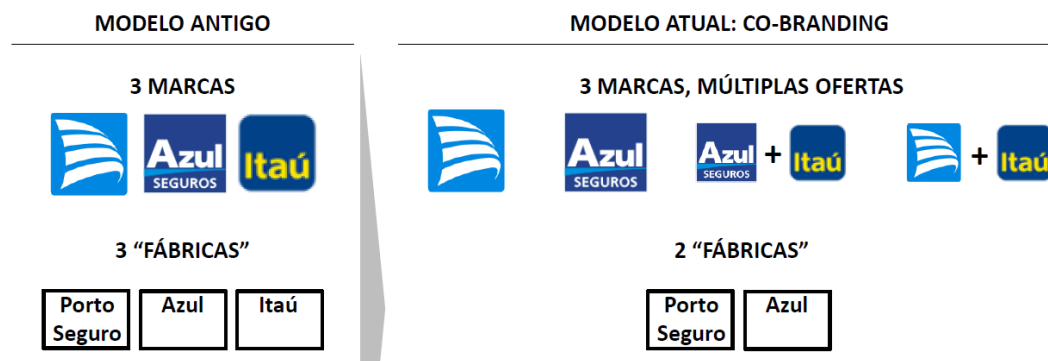 MODELO ANTIGO
3 MARCAS
Azul
SEGUROS
Itaú
3 “FÁBRICAS”
Porto
Seguro
Azul
Itaú
MODELO ATUAL: CO-BRANDING
3 MARCAS, MÚLTIPLAS OFERTAS
Azul
SEGUROS
Azul
SEGUROS
+
Itaú
+
Itaú
2 “FÁBRICAS”
Porto
Seguro
Azul